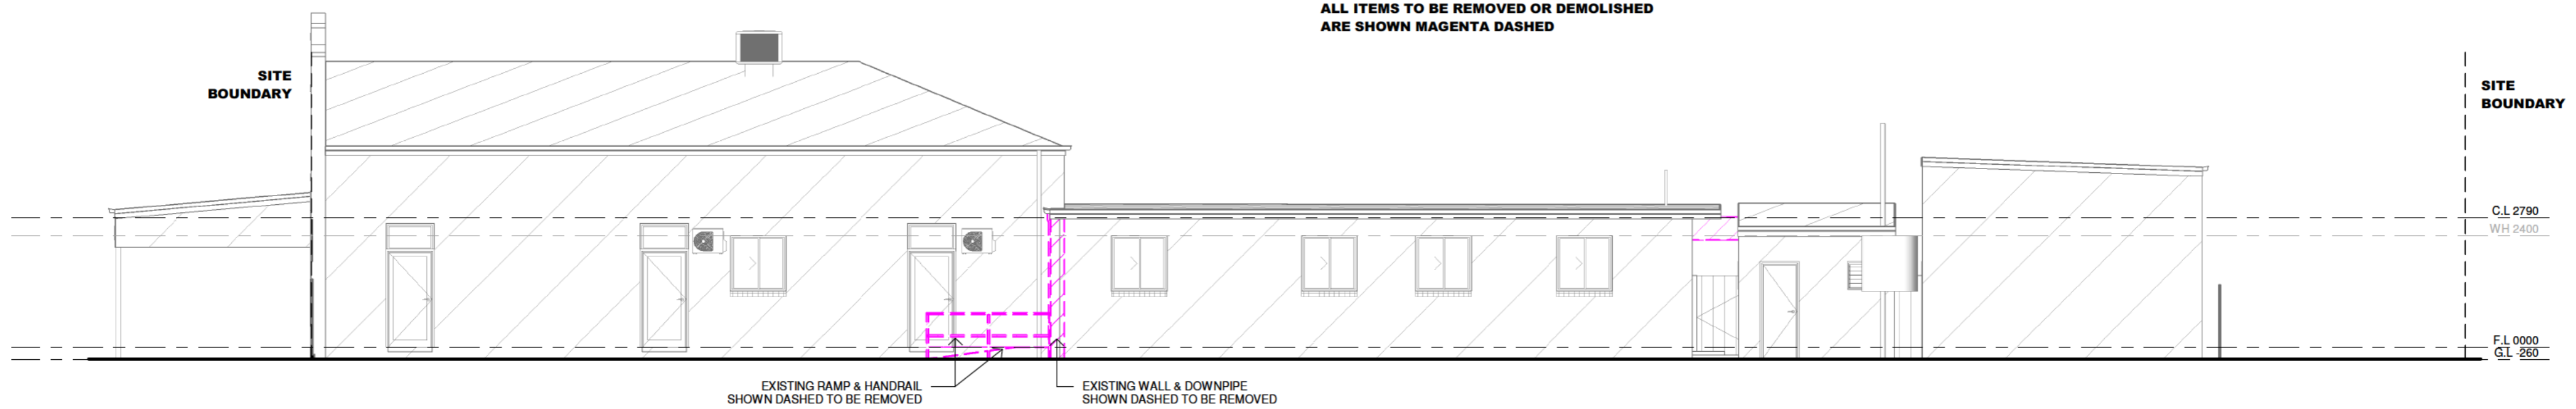 ALL ITEMS TO BE REMOVED OR DEMOLISHED
ARE SHOWN MAGENTA DASHED
SITE
BOUNDARY
SITE
BOUNDARY
C.L 2790
WH 2400
F.L 0000
G.L -260
EXISTING RAMP & HANDRAIL
SHOWN DASHED TO BE REMOVED
EXISTING WALL & DOWNPIPE
SHOWN DASHED TO BE REMOVED